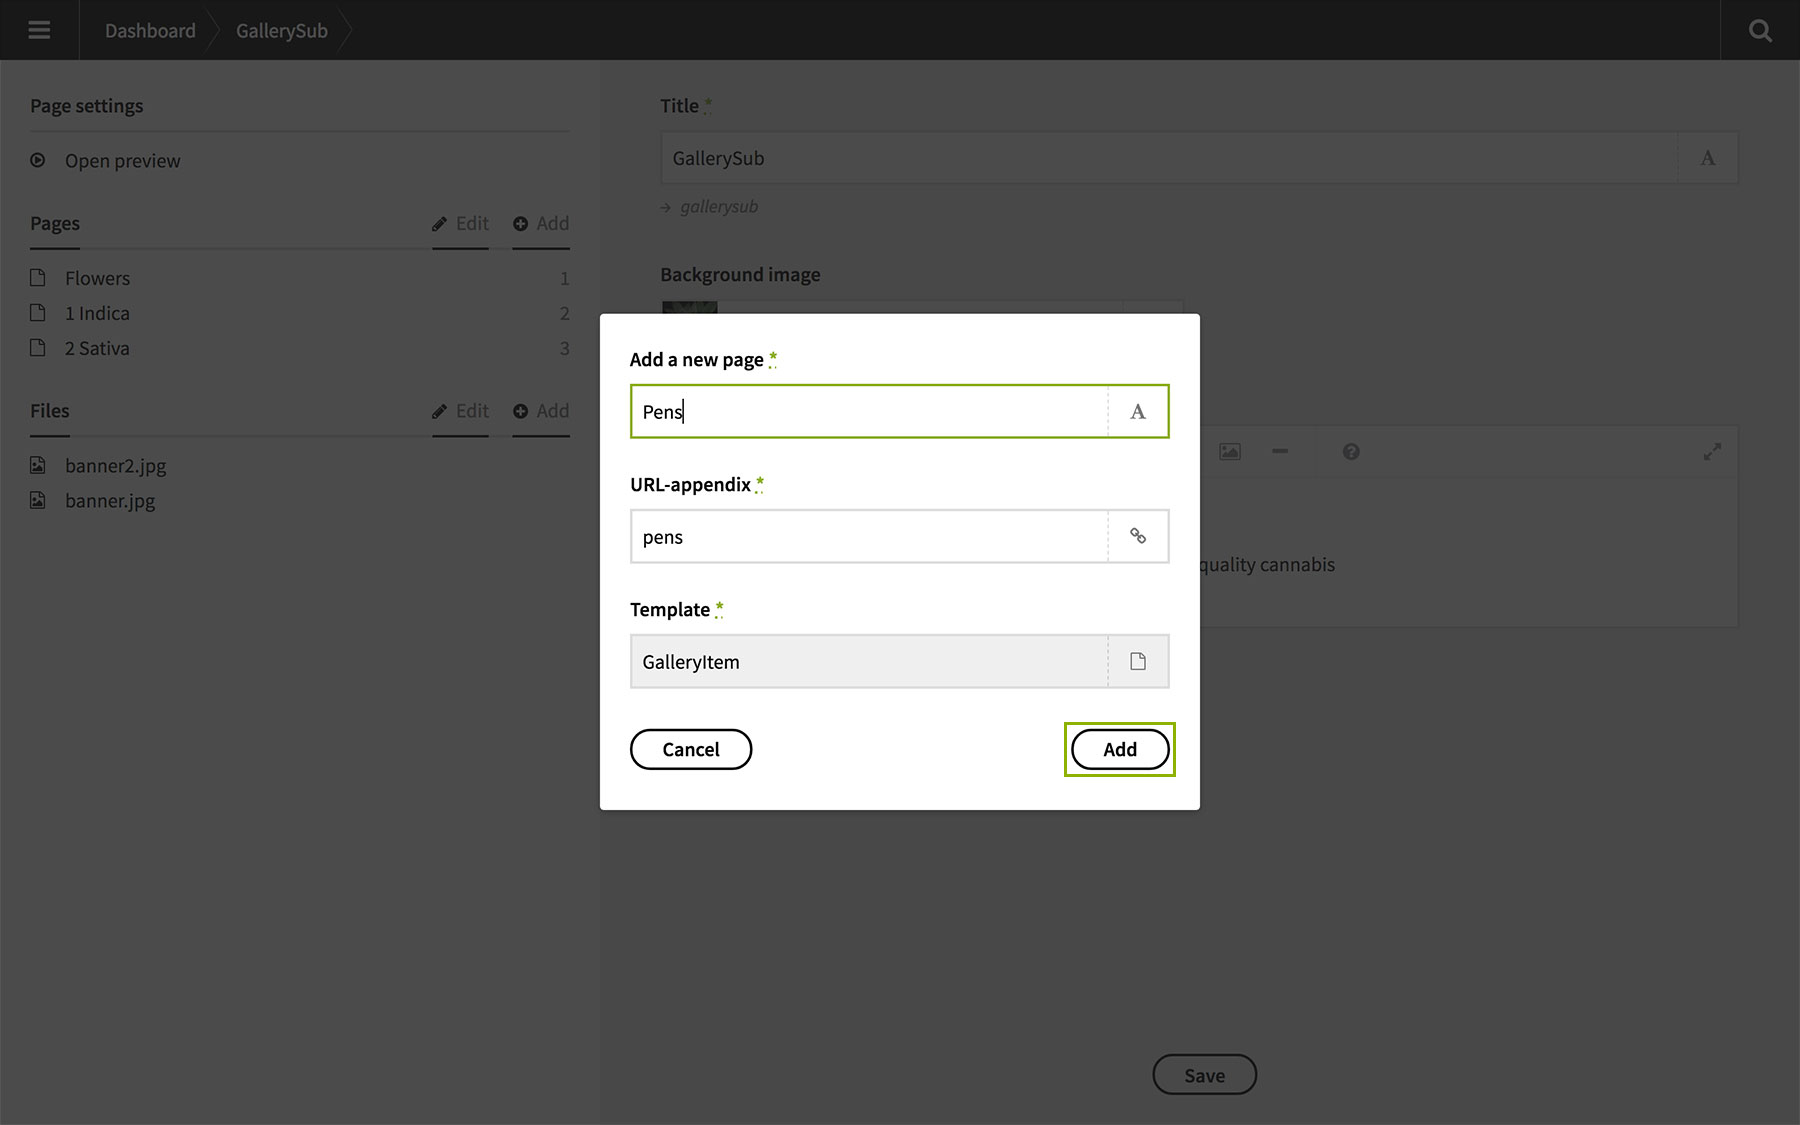 Dashboard
GallerySub
Page settings
Open preview
Pages
Edit
Add
Flowers 1
1 Indica 2
2 Sativa 3
Files
Edit
Add
banner2.jpg
banner.jpg
Title *
GallerySub
A
→ gallerysub
Background image
Add a new page *
Pens
A
URL-appendix *
pens
Template *
GalleryItem
Cancel
Add
?
quality cannabis
Save